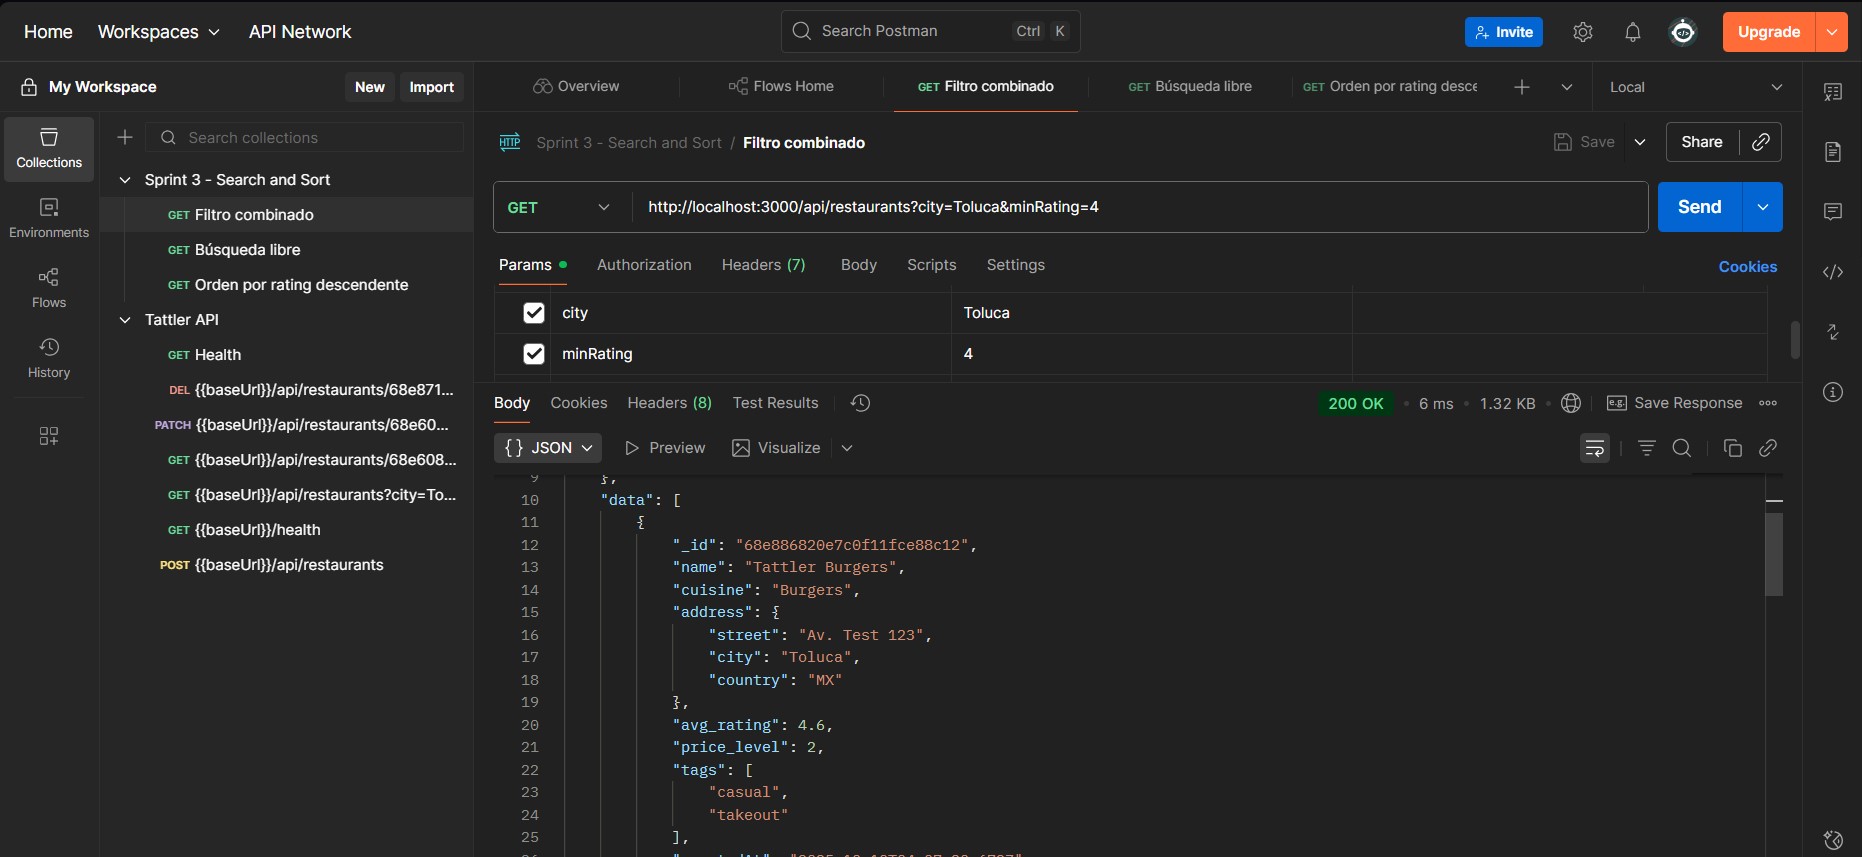 Home Workspaces API Network Search Postman Ctrl K Invite Upgrade
My Workspace New Import
Overview Flows Home GET Filtro combinado GET Búsqueda libre GET Orden por rating desce Local
Collections
Environments
Flows
History
Search collections
Sprint 3 - Search and Sort
GET Filtro combinado
GET Búsqueda libre
GET Orden por rating descendente
Tattler API
GET Health
DEL {{baseUrl}}/api/restaurants/68e871...
PATCH {{baseUrl}}/api/restaurants/68e60...
GET {{baseUrl}}/api/restaurants/68e608...
GET {{baseUrl}}/api/restaurants?city=To...
GET {{baseUrl}}/health
POST {{baseUrl}}/api/restaurants
HTTP Sprint 3 - Search and Sort / Filtro combinado Save Share
GET http://localhost:3000/api/restaurants?city=Toluca&minRating=4 Send
Params Authorization Headers (7) Body Scripts Settings Cookies
city Toluca
minRating 4
Body Cookies Headers (8) Test Results 200 OK • 6 ms • 1.32 KB • e.g. Save Response
{} JSON Preview Visualize
9 },
10 "data": [
11 {
12 "_id": "68e886820e7c0f11fce88c12",
13 "name": "Tattler Burgers",
14 "cuisine": "Burgers",
15 "address": {
16 "street": "Av. Test 123",
17 "city": "Toluca",
18 "country": "MX"
19 },
20 "avg_rating": 4.6,
21 "price_level": 2,
22 "tags": [
23 "casual",
24 "takeout"
25 ],